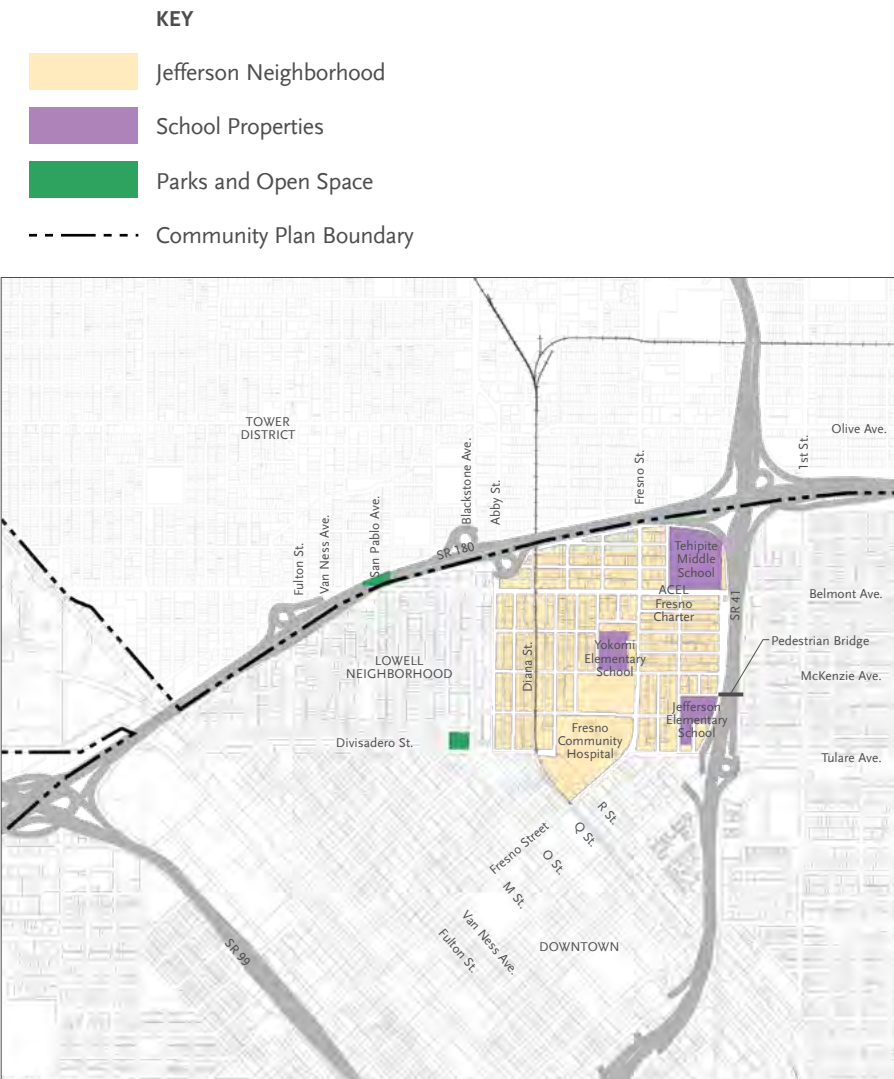 KEY
Jefferson Neighborhood
School Properties
Parks and Open Space
Community Plan Boundary
TOWER
DISTRICT
Olive Ave.
1st St.
Fresno St.
Blackstone Ave.
Abby St.
San Pablo Ave.
Van Ness Ave.
Fulton St.
SR 180
Tehipite
Middle
School
ACEL
Fresno
Charter
Belmont Ave.
SR 41
Pedestrian Bridge
Yokomi
Elementary
School
Diana St.
LOWELL
NEIGHBORHOOD
McKenzie Ave.
Jefferson
Elementary
School
Fresno
Community
Hospital
Divisadero St.
Tulare Ave.
R St.
Q St.
Fresno Street
O St.
M St.
Van Ness Ave.
Fulton St.
DOWNTOWN
SR 99